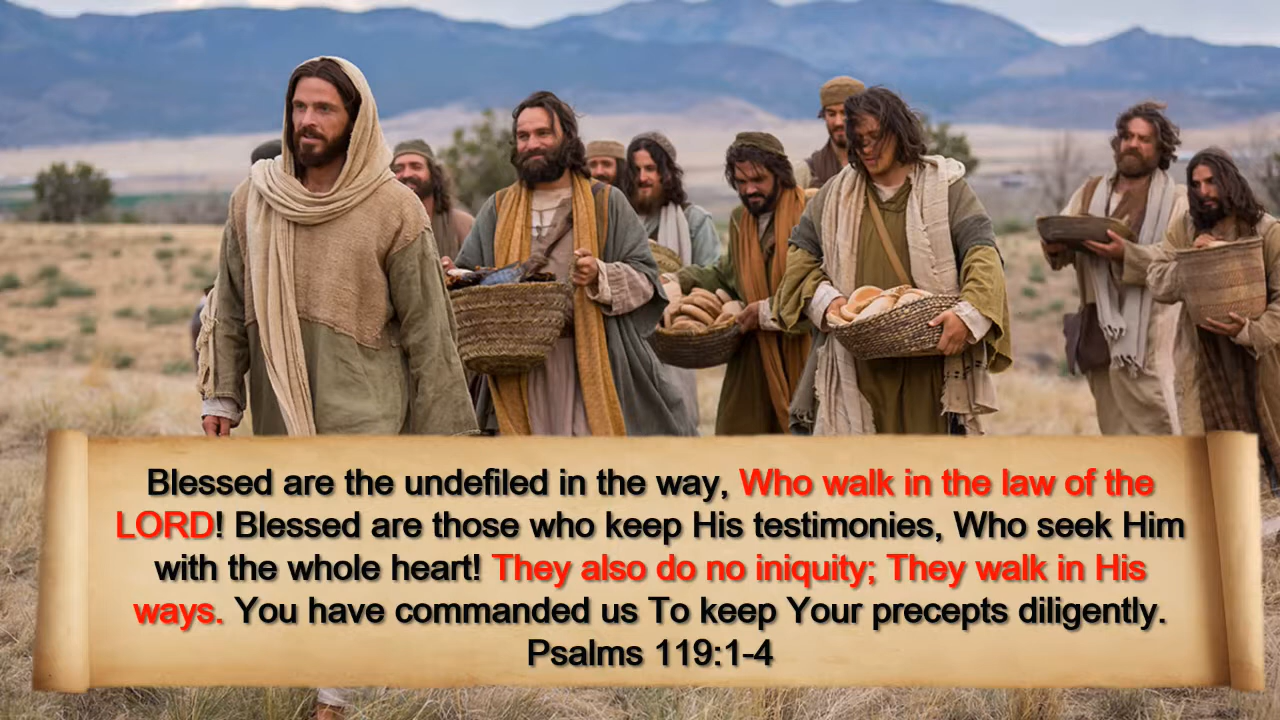 Blessed are the undefiled in the way, Who walk in the law of the
LORD! Blessed are those who keep His testimonies, Who seek Him
with the whole heart! They also do no iniquity; They walk in His
ways. You have commanded us To keep Your precepts diligently.
Psalms 119:1-4